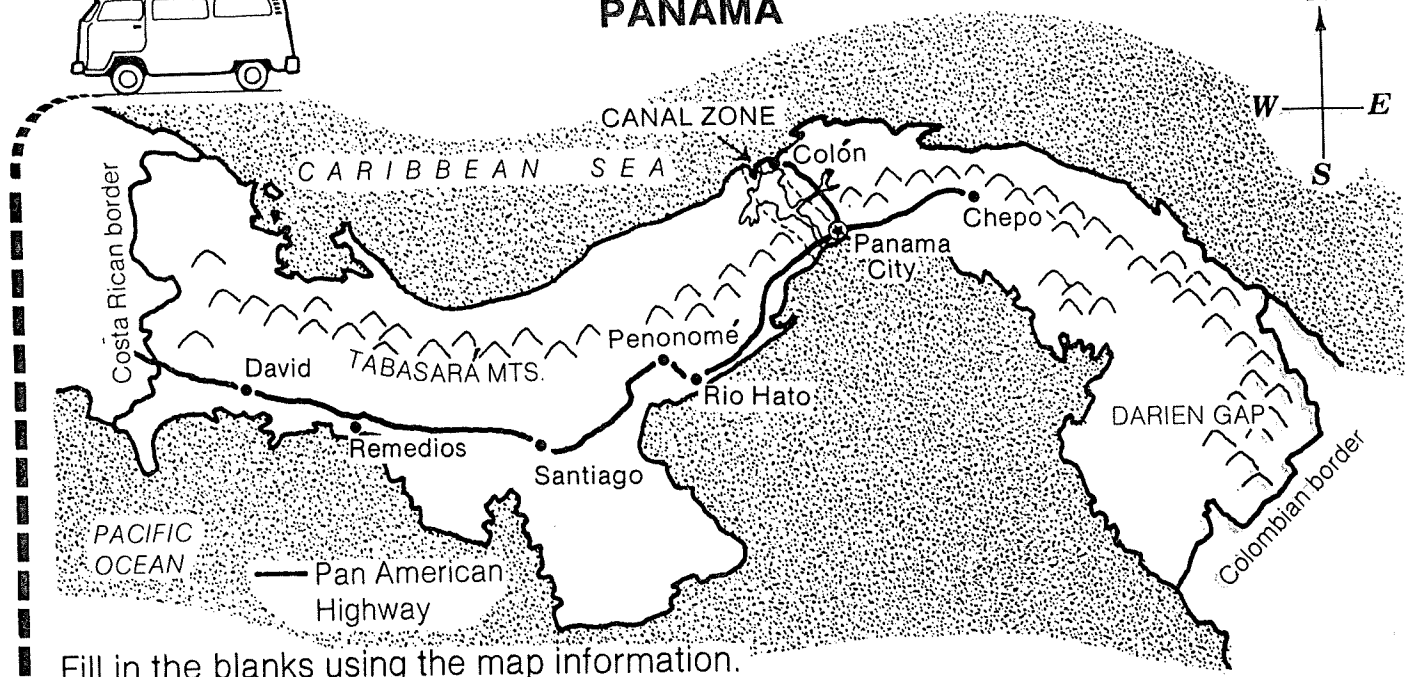 PANAMA
W E
S
CANAL ZONE
CARIBBEAN SEA
Colón
Costa Rican border
Chepo
Panama
City
Penonomé
David
TABASARÁ MTS.
Rio Hato
DARIEN GAP
Remedios
Santiago
Colombian border
PACIFIC
OCEAN
Pan American
Highway
Fill in the blanks using the map information.